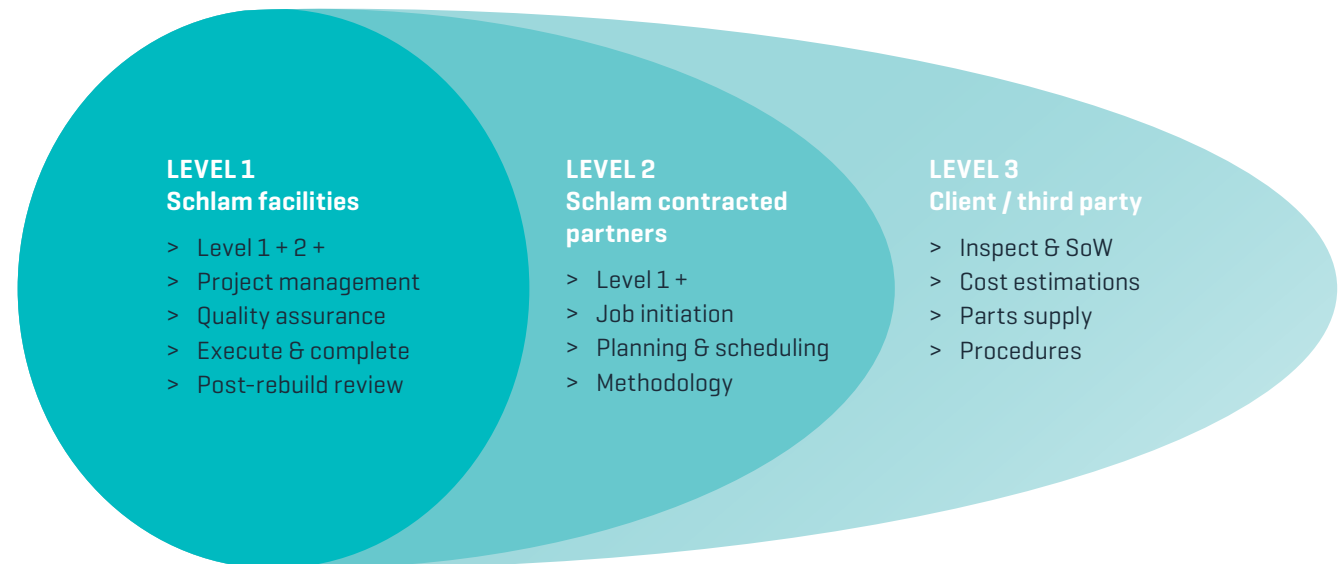 LEVEL 1
Schlam facilities
> Level 1 + 2 +
> Project management
> Quality assurance
> Execute & complete
> Post-rebuild review
LEVEL 2
Schlam contracted
partners
> Level 1 +
> Job initiation
> Planning & scheduling
> Methodology
LEVEL 3
Client / third party
> Inspect & SoW
> Cost estimations
> Parts supply
> Procedures